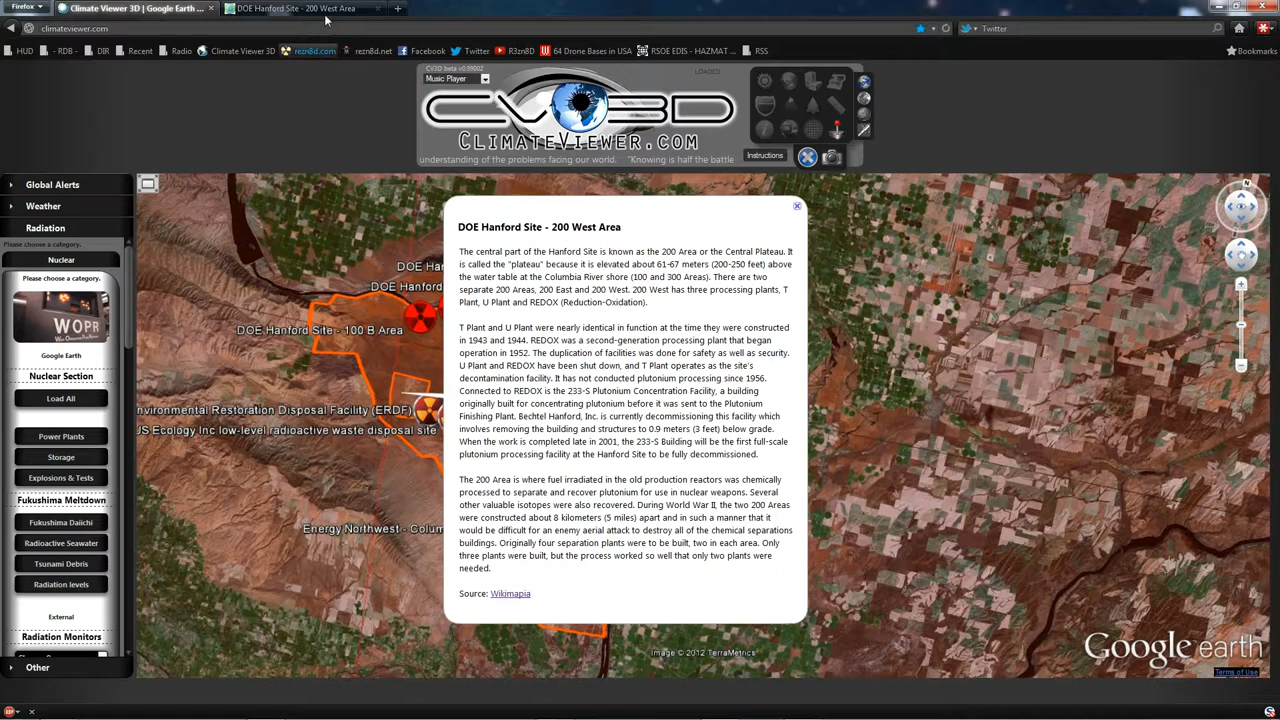 Firefox
Climate Viewer 3D | Google Earth ...
DOE Hanford Site - 200 West Area
climateviewer.com
Twitter
HUD
- RDB -
DIR
Recent
Radio
Climate Viewer 3D
rezn8d.com
rezn8d.net
Facebook
Twitter
R3zn8D
64 Drone Bases in USA
RSOE EDIS - HAZMAT ...
RSS
Bookmarks
CV3D beta v0.99002
LOADED
Music Player
CV3D
CLIMATEVIEWER.COM
understanding of the problems facing our world. "Knowing is half the battle
Instructions
Global Alerts
Weather
Radiation
Please choose a category.
Nuclear
Please choose a category.
WOPR
Google Earth
Nuclear Section
Load All
Power Plants
Storage
Explosions & Tests
Fukushima Meltdown
Fukushima Daiichi
Radioactive Seawater
Tsunami Debris
Radiation levels
External
Radiation Monitors
Other
DOE Han
DOE Hanford
DOE Hanford Site - 100 B Area
nvironmental Restoration Disposal Facility (ERDF)
US Ecology Inc low-level radioactive waste disposal site
Energy Northwest - Colum
DOE Hanford Site - 200 West Area
The central part of the Hanford Site is known as the 200 Area or the Central Plateau. It
is called the "plateau" because it is elevated about 61-67 meters (200-250 feet) above
the water table at the Columbia River shore (100 and 300 Areas). There are two
separate 200 Areas, 200 East and 200 West. 200 West has three processing plants, T
Plant, U Plant and REDOX (Reduction-Oxidation).
T Plant and U Plant were nearly identical in function at the time they were constructed
in 1943 and 1944. REDOX was a second-generation processing plant that began
operation in 1952. The duplication of facilities was done for safety as well as security.
U Plant and REDOX have been shut down, and T Plant operates as the site's
decontamination facility. It has not conducted plutonium processing since 1956.
Connected to REDOX is the 233-S Plutonium Concentration Facility, a building
originally built for concentrating plutonium before it was sent to the Plutonium
Finishing Plant. Bechtel Hanford, Inc. is currently decommissioning this facility which
involves removing the building and structures to 0.9 meters (3 feet) below grade.
When the work is completed late in 2001, the 233-S Building will be the first full-scale
plutonium processing facility at the Hanford Site to be fully decommissioned.
The 200 Area is where fuel irradiated in the old production reactors was chemically
processed to separate and recover plutonium for use in nuclear weapons. Several
other valuable isotopes were also recovered. During World War II, the two 200 Areas
were constructed about 8 kilometers (5 miles) apart and in such a manner that it
would be difficult for an enemy aerial attack to destroy all of the chemical separations
buildings. Originally four separation plants were to be built, two in each area. Only
three plants were built, but the process worked so well that only two plants were
needed.
Source: Wikimapia
N
Image © 2012 TerraMetrics
Google earth
Terms of Use
ABP